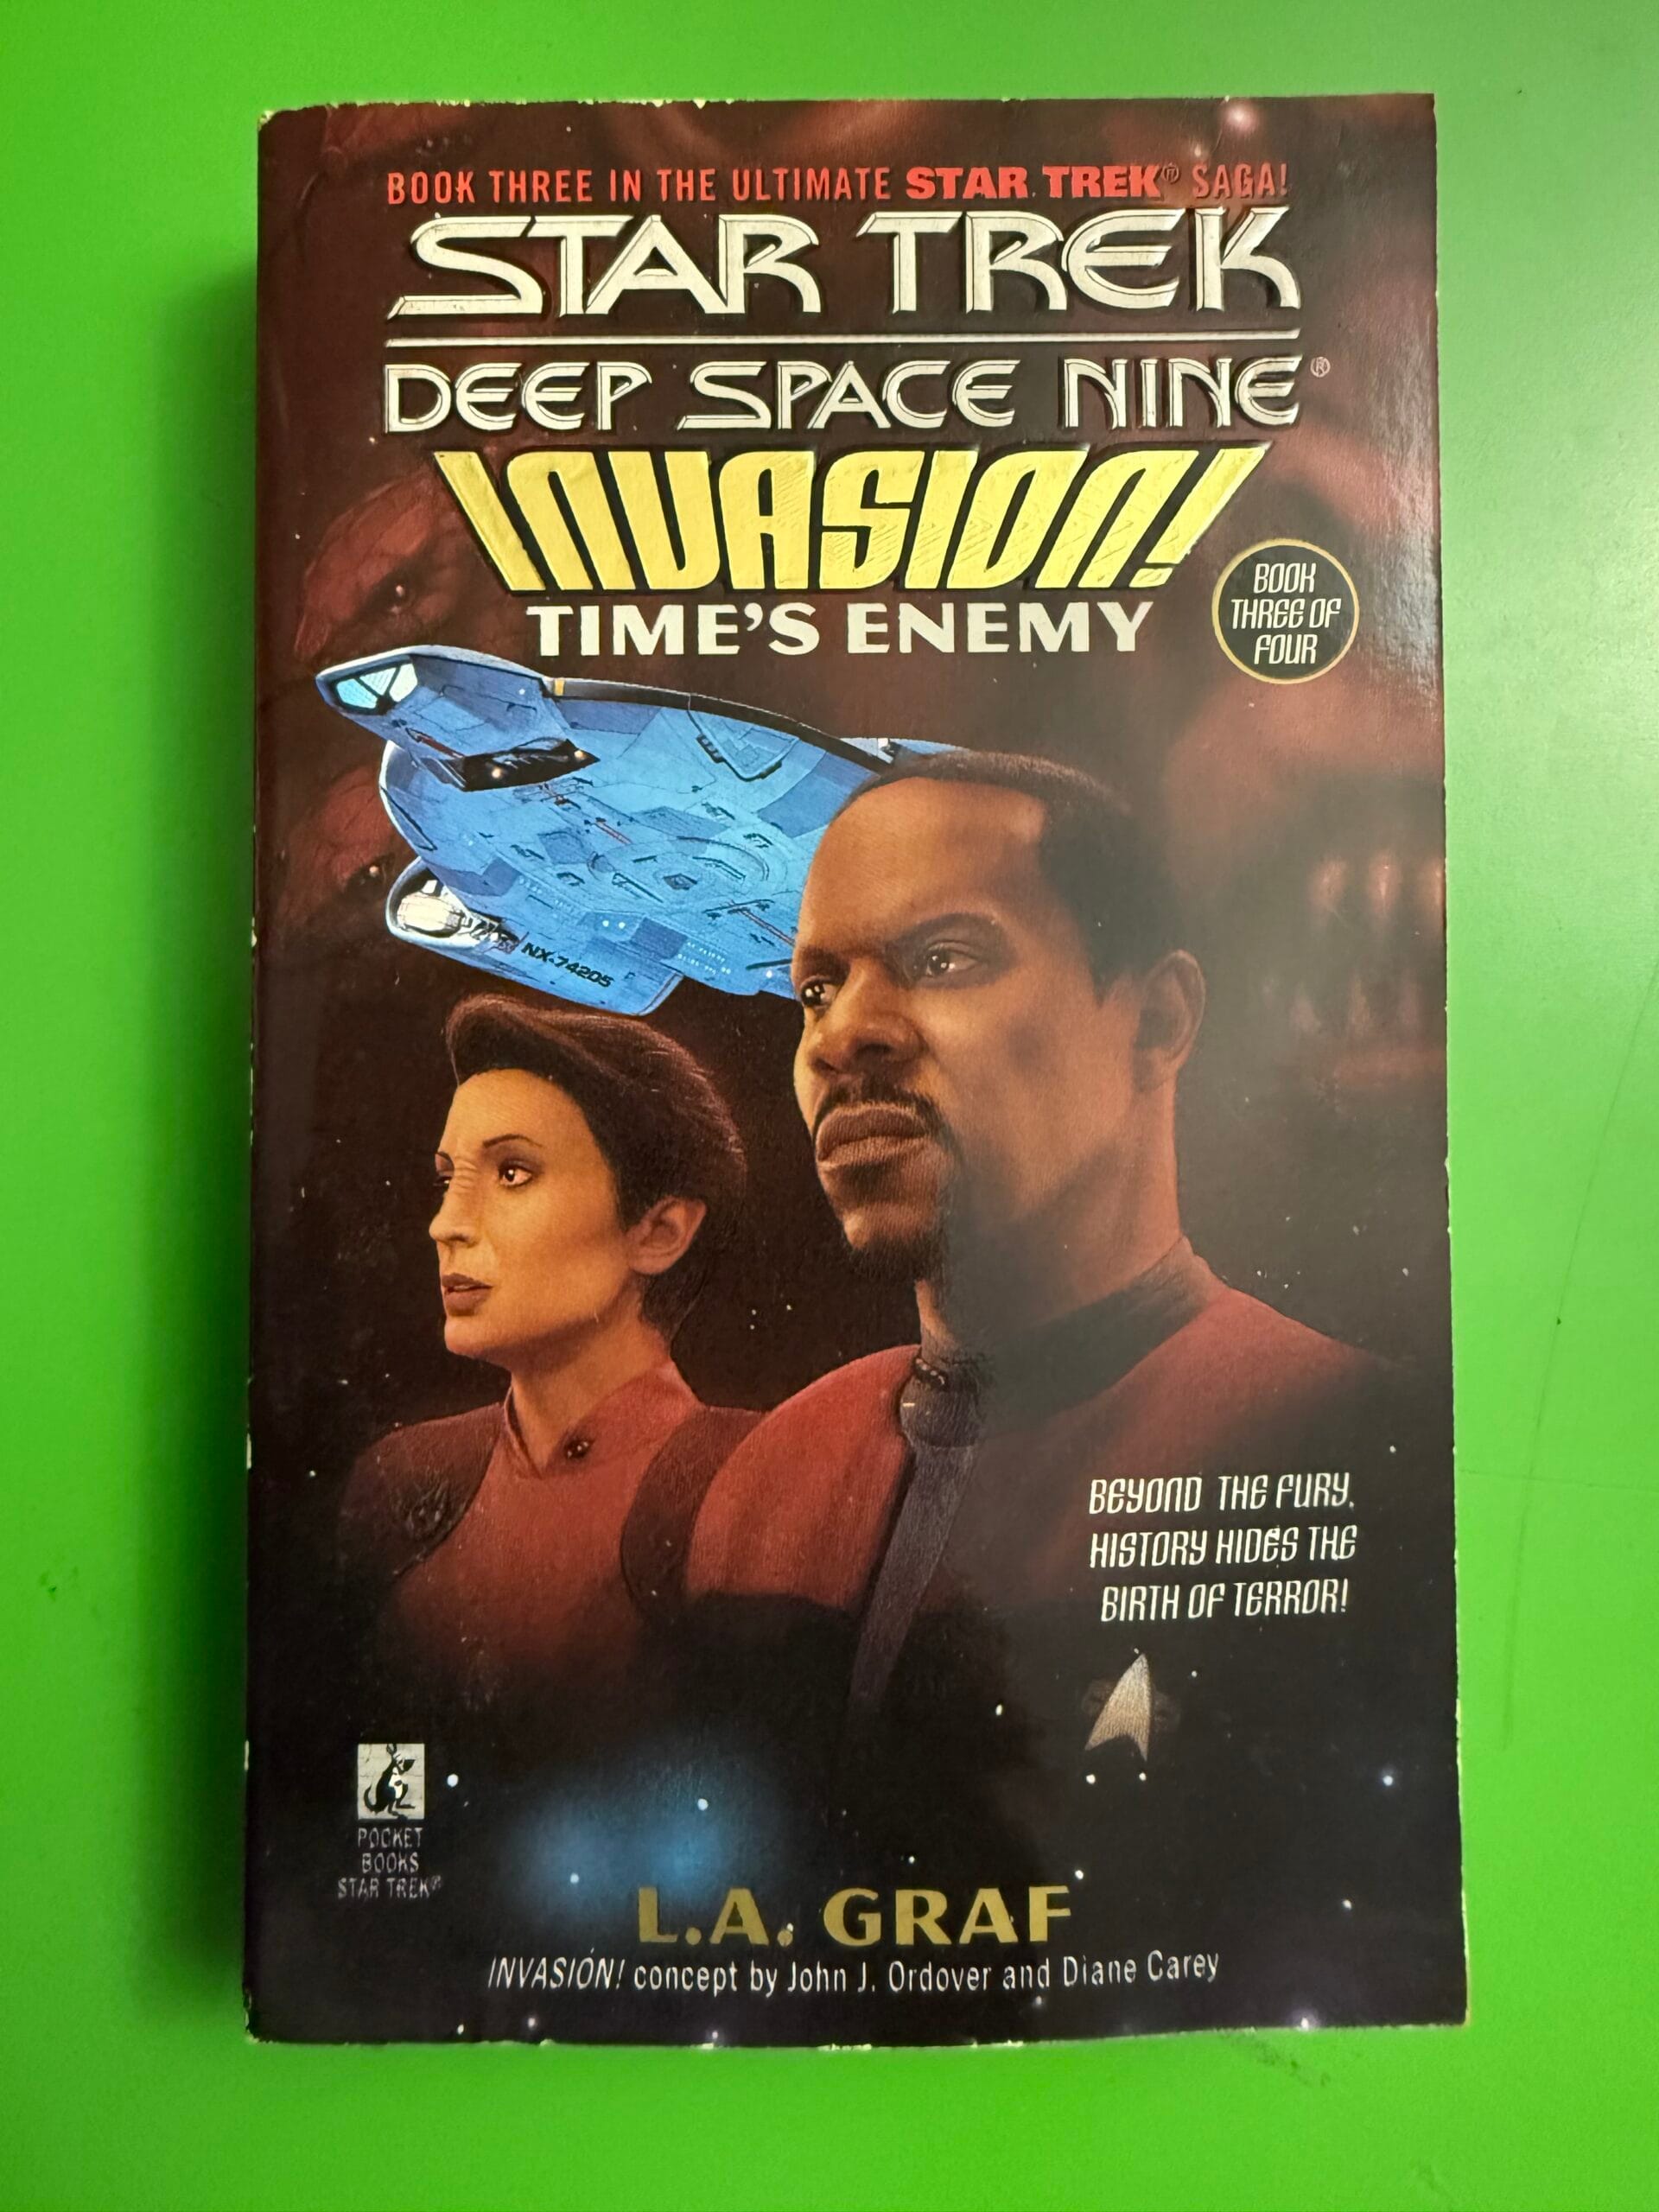 BOOK THREE IN THE ULTIMATE STAR TREK® SAGA!
STAR TREK
DEEP SPACE NINE®
INVASION!
TIME'S ENEMY
BOOK
THREE OF
FOUR
NX-74205
BEYOND THE FURY,
HISTORY HIDES THE
BIRTH OF TERROR!
POCKET
BOOKS
STAR TREK®
L.A. GRAF
INVASION! concept by John J. Ordover and Diane Carey